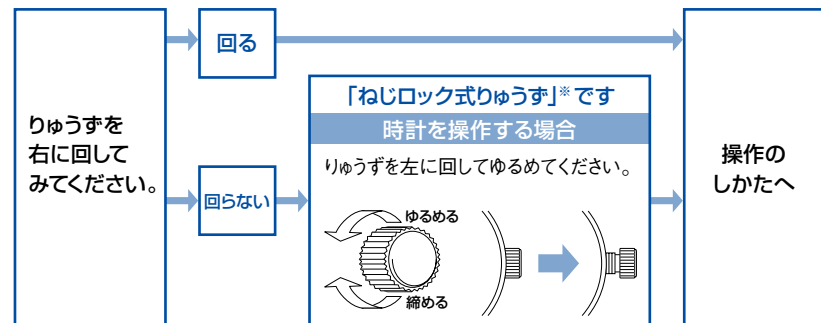 りゅうずを
右に回して
みてください。
回る
回らない
「ねじロック式りゅうず」※です
時計を操作する場合
りゅうずを左に回してゆるめてください。
ゆるめる
締める
操作の
しかたへ